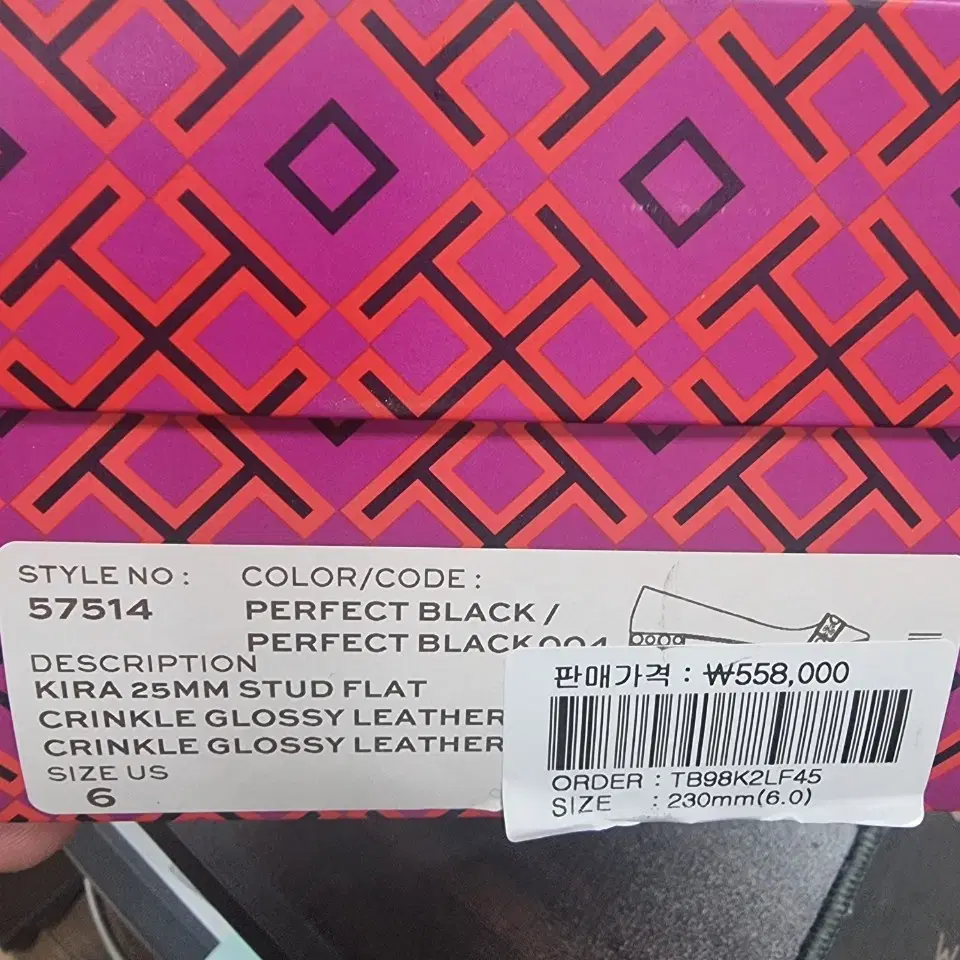 STYLE NO :
57514
COLOR/CODE :
PERFECT BLACK /
PERFECT BLACK 004
DESCRIPTION
KIRA 25MM STUD FLAT
CRINKLE GLOSSY LEATHER
CRINKLE GLOSSY LEATHER
SIZE US
6
판매가격 : ₩558,000
ORDER : TB98K2LF45
SIZE : 230mm(6.0)